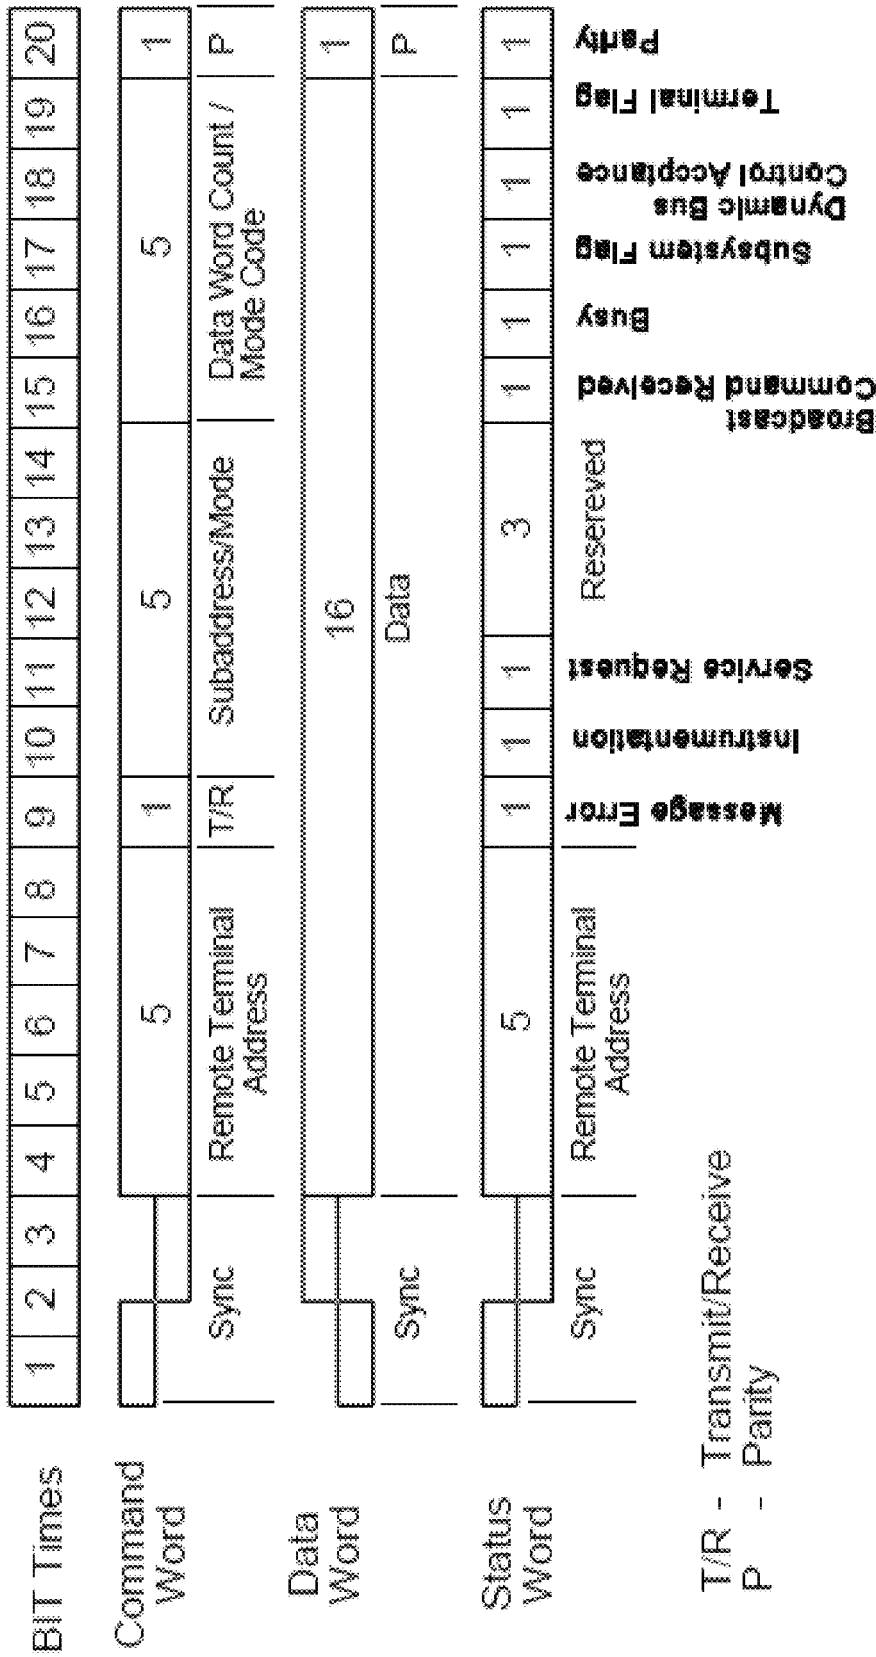 BIT Times
1 2 3 4 5 6 7 8 9 10 11 12 13 14 15 16 17 18 19 20
Command
Word
5 1 5 5 1
Sync
Remote Terminal
Address
T/R
Subaddress/Mode
Data Word Count /
Mode Code
P
Data
Word
16 1
Sync
Data
P
Status
Word
5 1 1 1 3 1 1 1 1 1 1
Sync
Remote Terminal
Address
Message Error
Instrumentation
Service Request
Resereved
Broadcast
Command Received
Busy
Subsystem Flag
Dynamic Bus
Control Accptance
Terminal Flag
Parity
T/R - Transmit/Receive
P - Parity